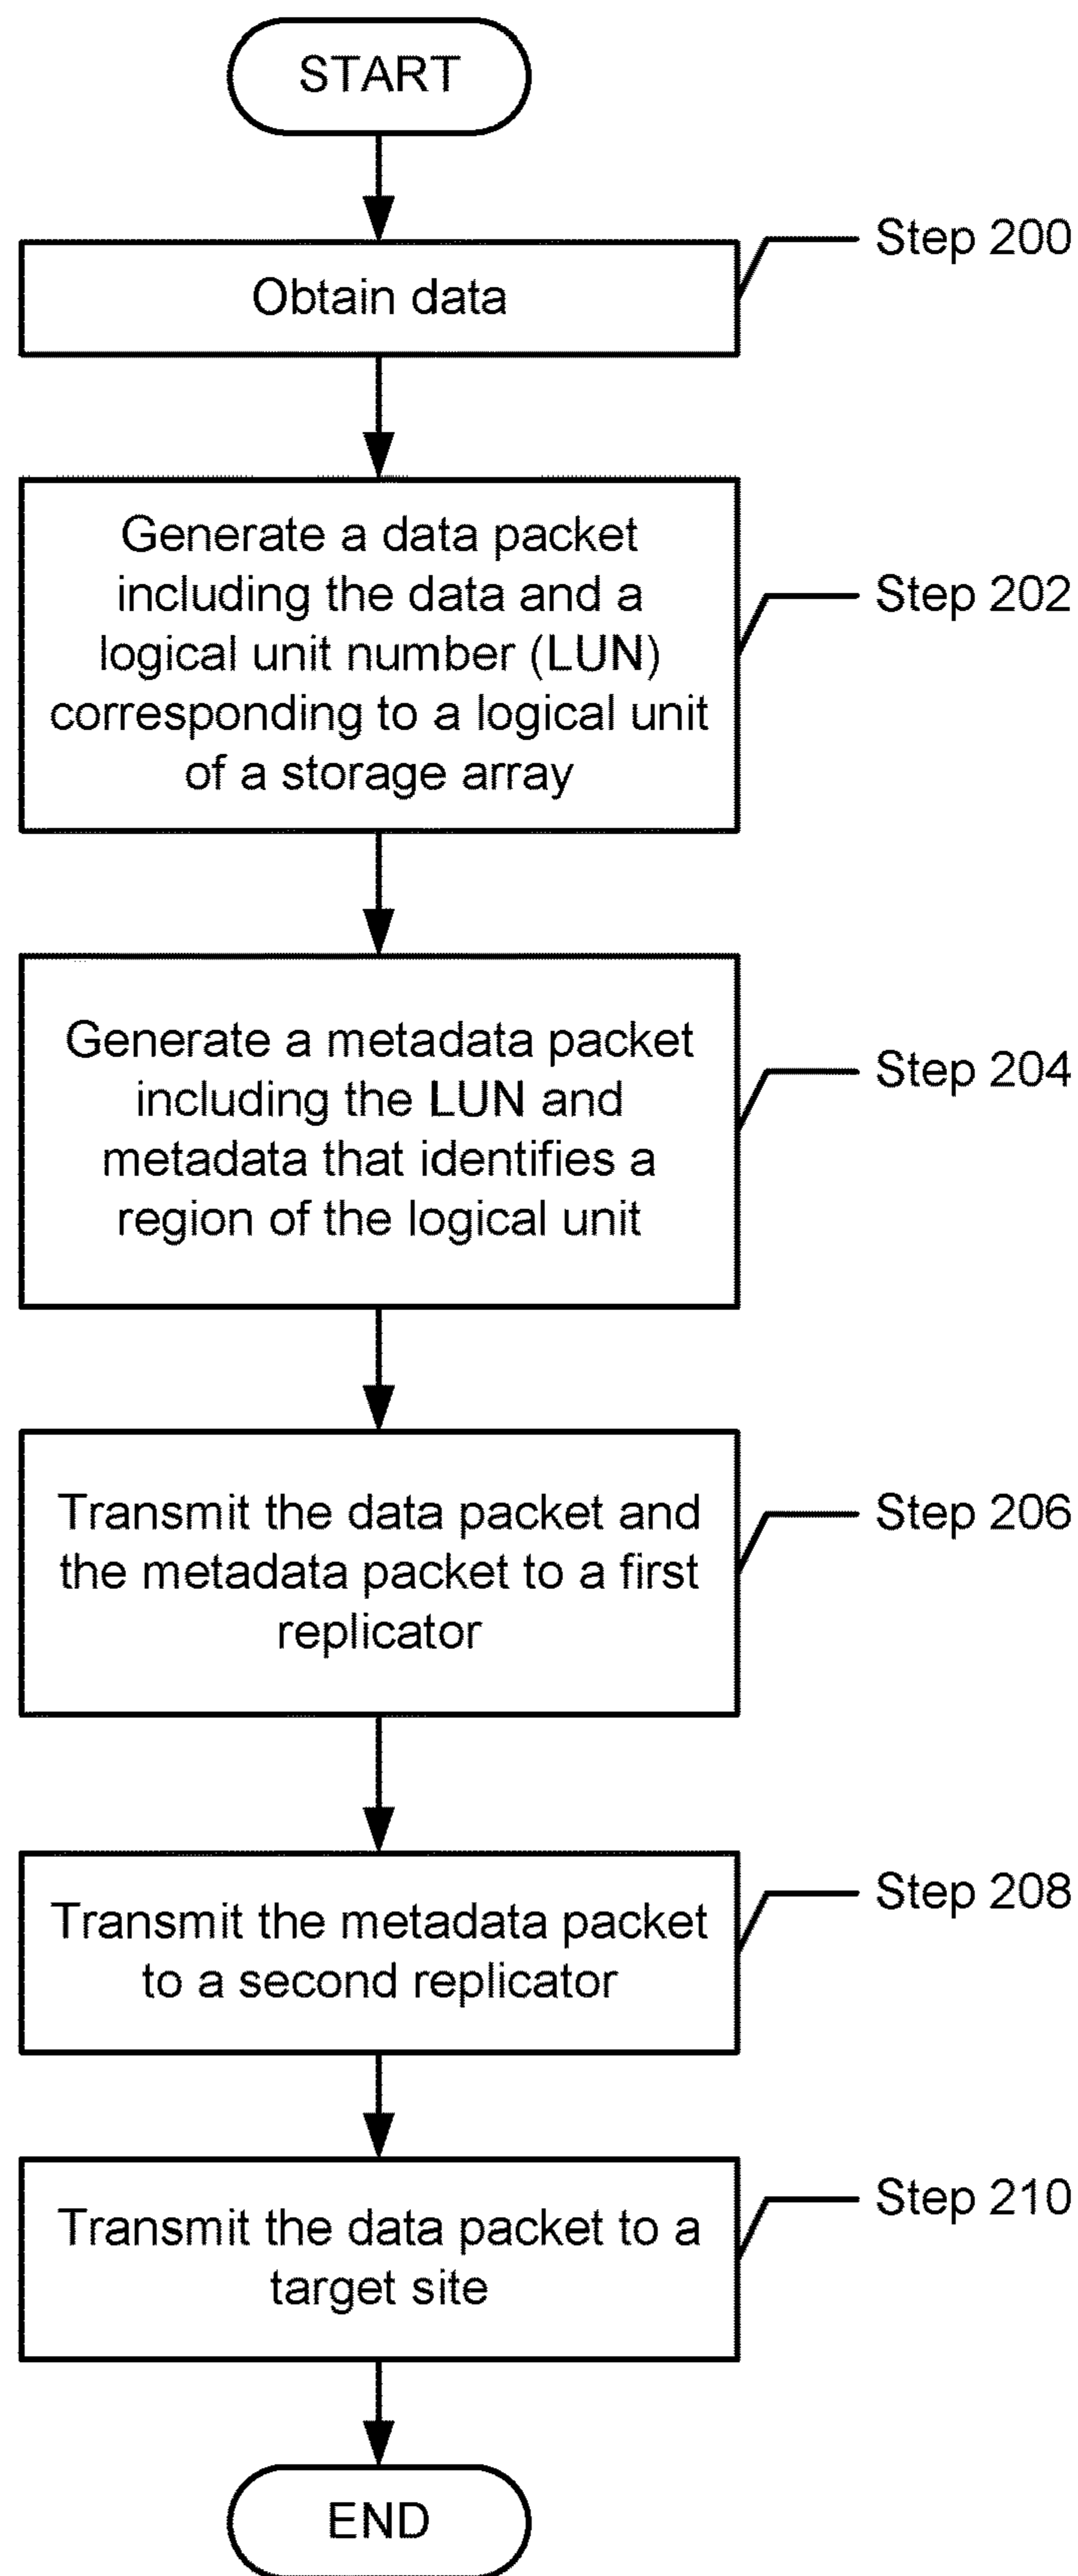 START
Step 200
Obtain data
Generate a data packet
including the data and a
logical unit number (LUN)
corresponding to a logical unit
of a storage array
Step 202
Generate a metadata packet
including the LUN and
metadata that identifies a
region of the logical unit
Step 204
Transmit the data packet and
the metadata packet to a first
replicator
Step 206
Transmit the metadata packet
to a second replicator
Step 208
Transmit the data packet to a
target site
Step 210
END